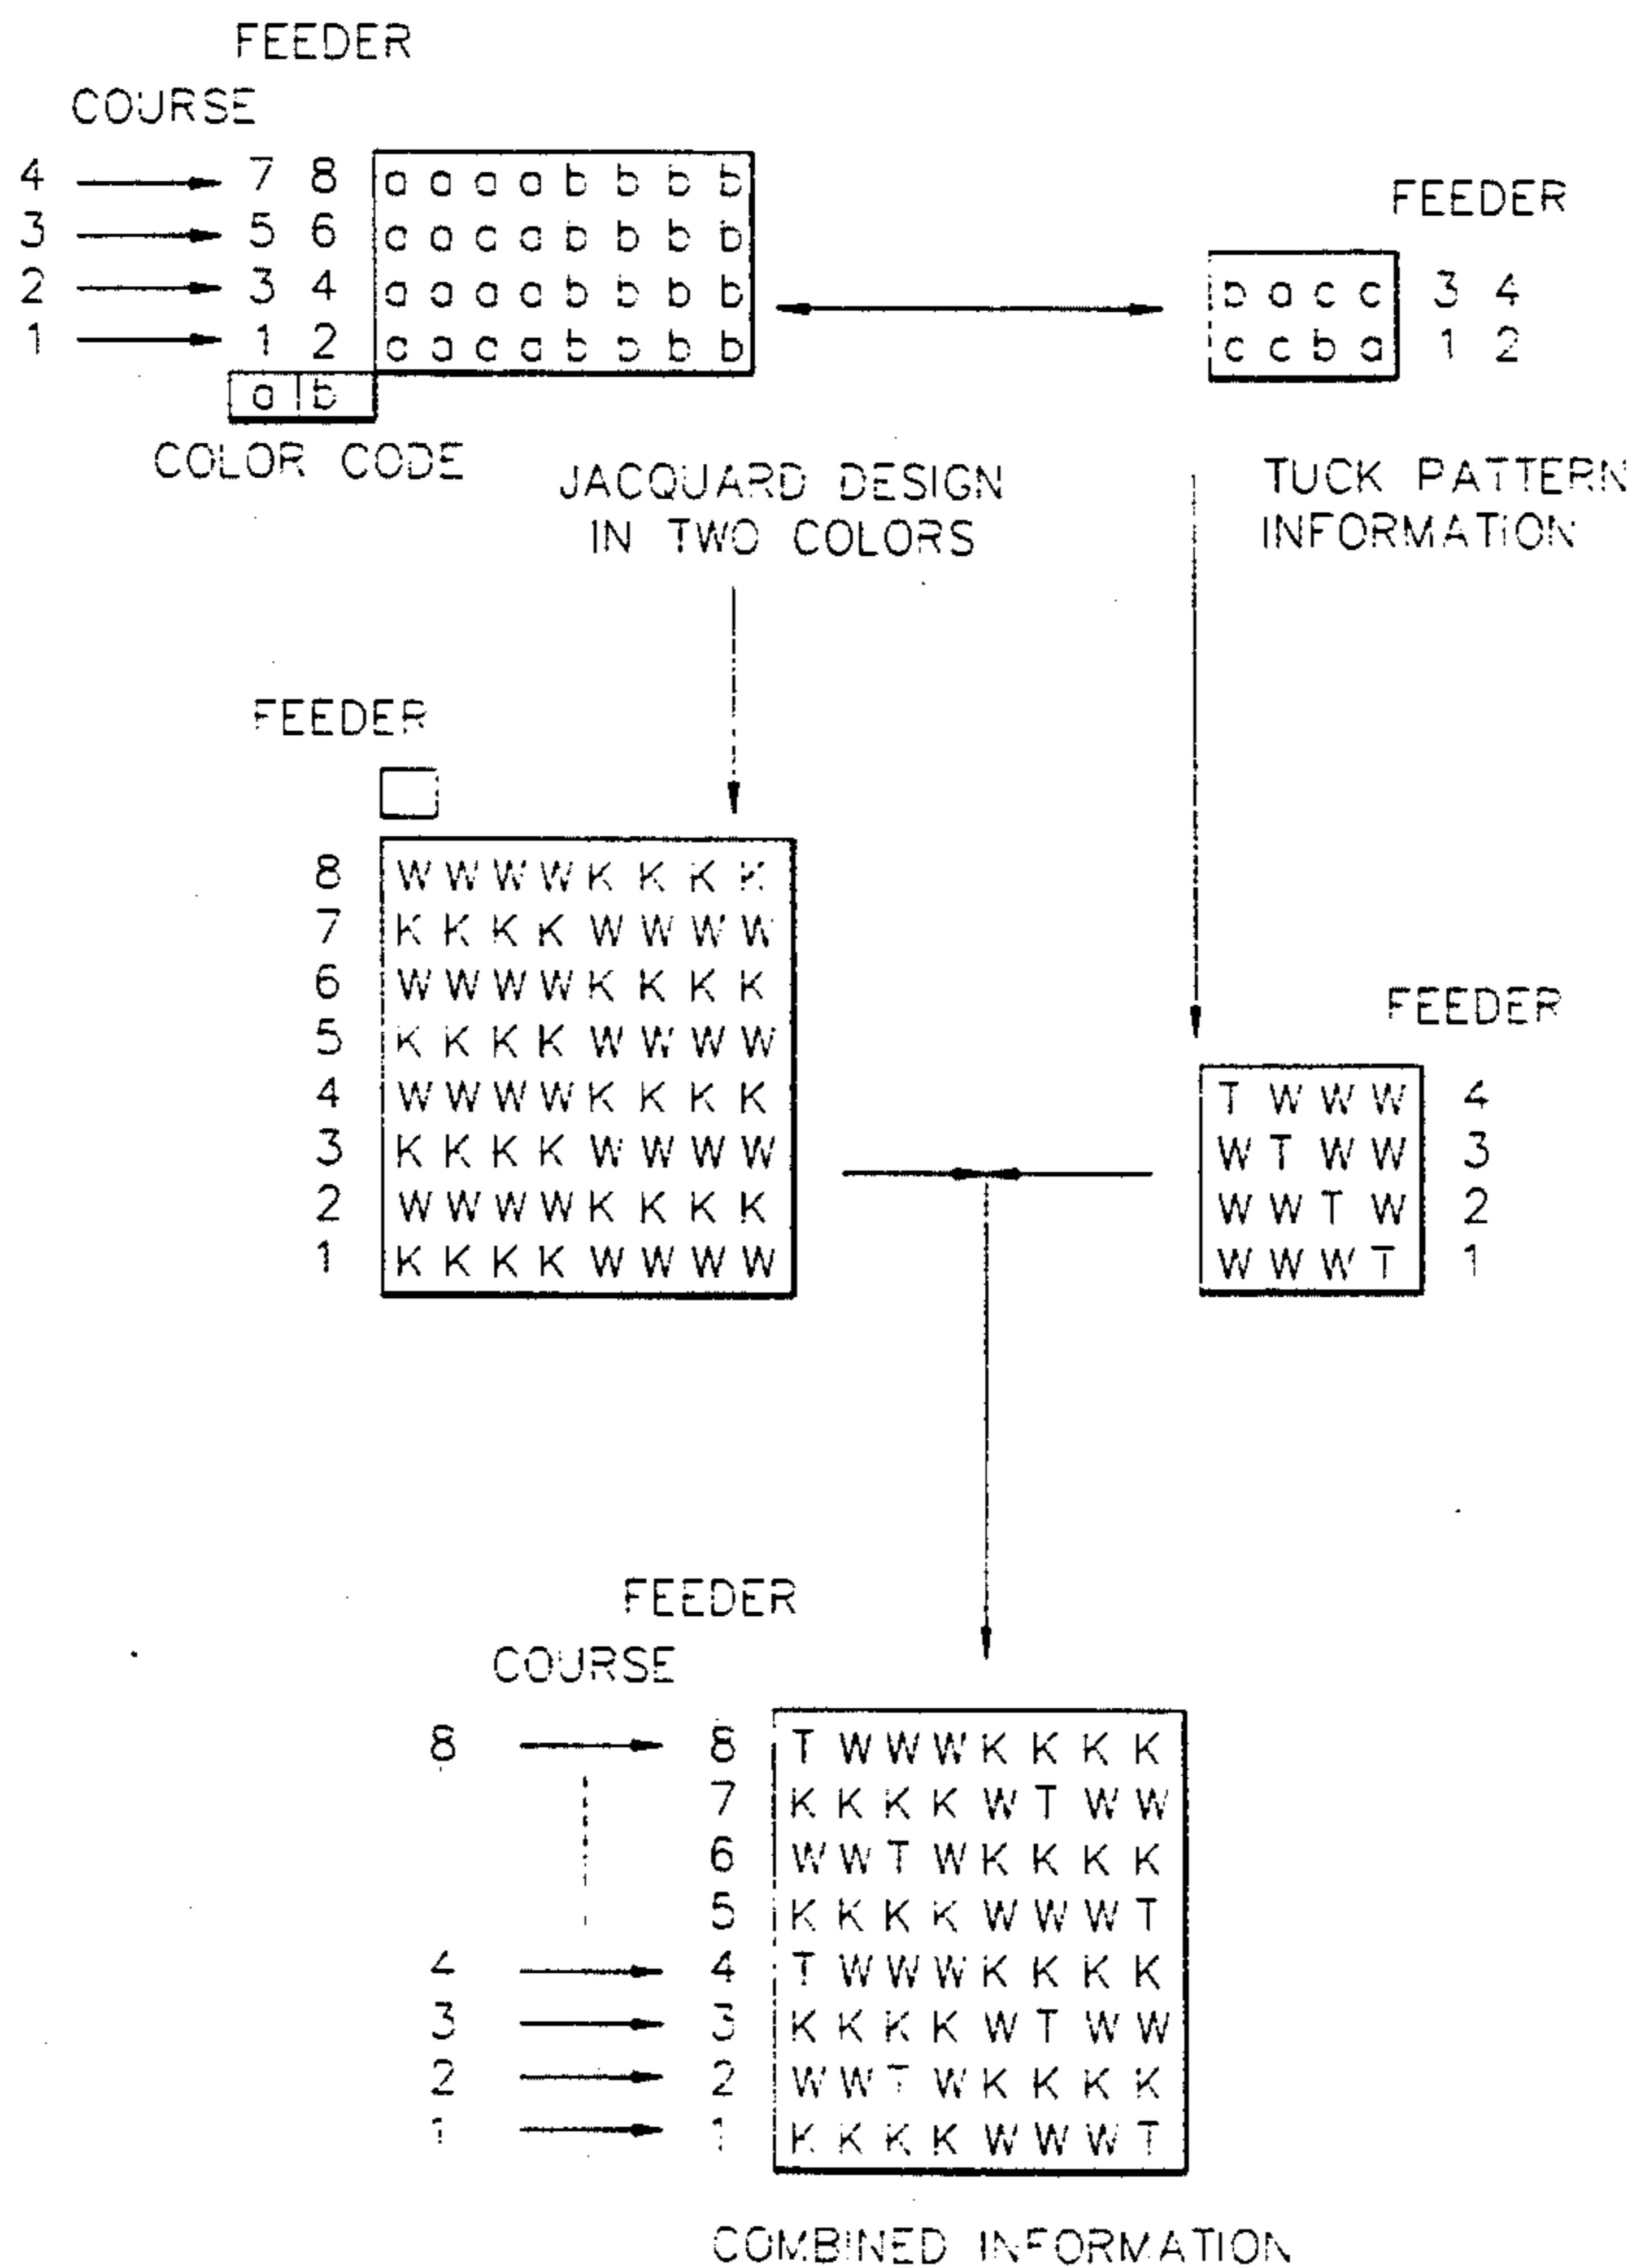 FEEDER
COURSE
4 7 8 a a a a b b b b
3 5 6 a a a a b b b b
2 3 4 a a a a b b b b
1 1 2 a a a a b b b b
a b
COLOR CODE
JACQUARD DESIGN
IN TWO COLORS
FEEDER
b a c c 3 4
c c b a 1 2
TUCK PATTERN
INFORMATION
FEEDER
8 W W W W K K K K
7 K K K K W W W W
6 W W W W K K K K
5 K K K K W W W W
4 W W W W K K K K
3 K K K K W W W W
2 W W W W K K K K
1 K K K K W W W W
FEEDER
T W W W 4
W T W W 3
W W T W 2
W W W T 1
FEEDER
COURSE
8 8 T W W W K K K K
7 K K K K W T W W
6 W W T W K K K K
5 K K K K W W W T
4 4 T W W W K K K K
3 3 K K K K W T W W
2 2 W W T W K K K K
1 1 K K K K W W W T
COMBINED INFORMATION